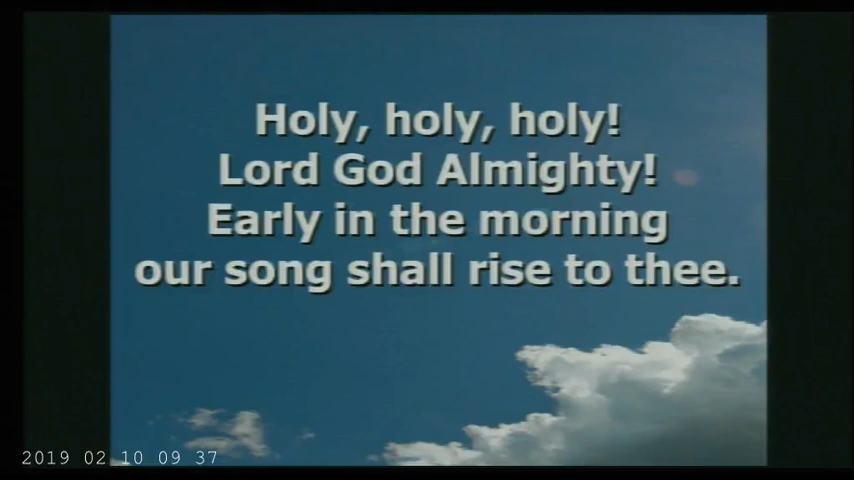 Holy, holy, holy!
Lord God Almighty!
Early in the morning
our song shall rise to thee.
2019 02 10 09 37